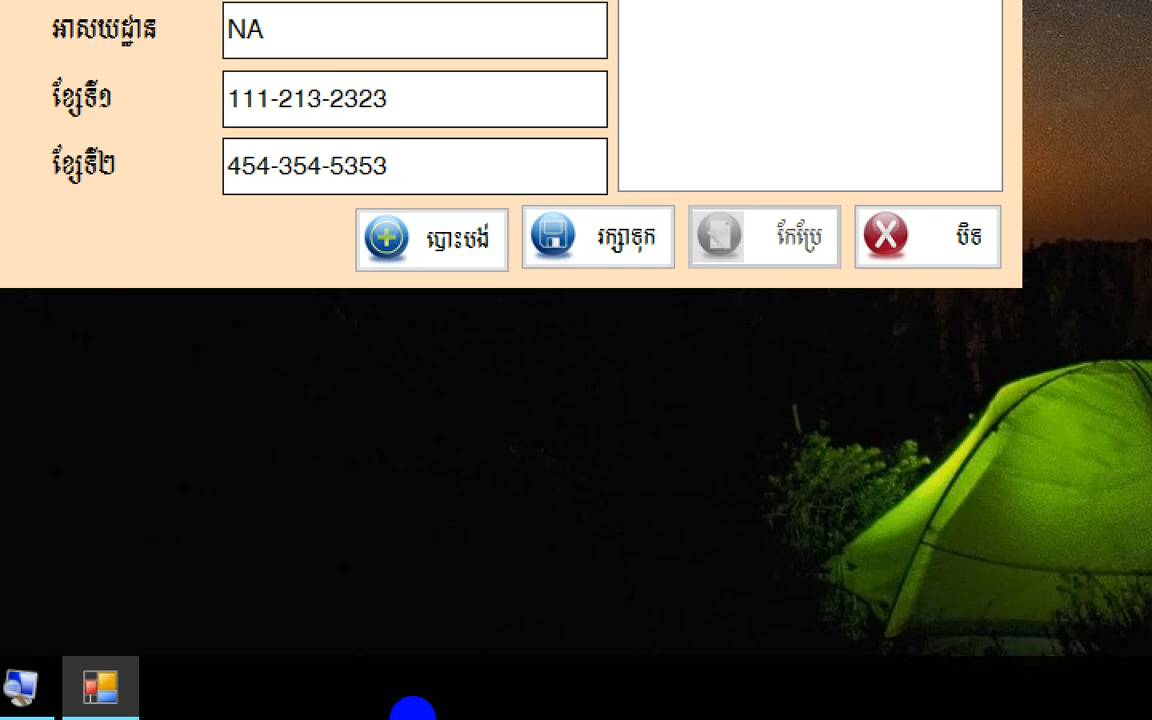 អាសយដ្ឋាន NA
ខ្សែទី១ 111-213-2323
ខ្សែទី២ 454-354-5353
បោះបង់ រក្សាទុក កែប្រែ បិទ